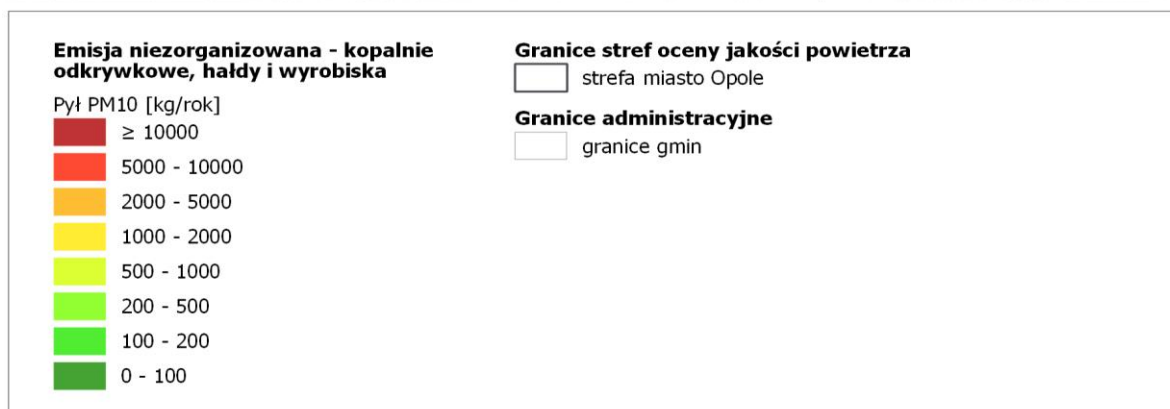 Emisja niezorganizowana - kopalnie
odkrywkowe, hałdy i wyrobiska
Pył PM10 [kg/rok]
≥ 10000
5000 - 10000
2000 - 5000
1000 - 2000
500 - 1000
200 - 500
100 - 200
0 - 100
Granice stref oceny jakości powietrza
strefa miasto Opole
Granice administracyjne
granice gmin